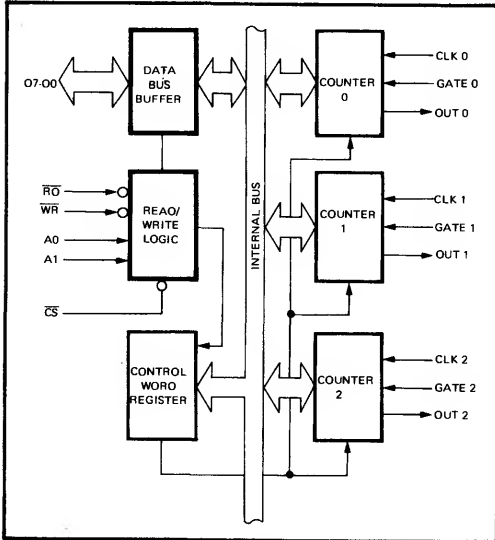 O7-O0
DATA
BUS
BUFFER
RO
WR
A0
A1
CS
REAO/
WRITE
LOGIC
CONTROL
WORO
REGISTER
INTERNAL BUS
COUNTER
0
CLK 0
GATE 0
OUT 0
COUNTER
1
CLK 1
GATE 1
OUT 1
COUNTER
2
CLK 2
GATE 2
OUT 2